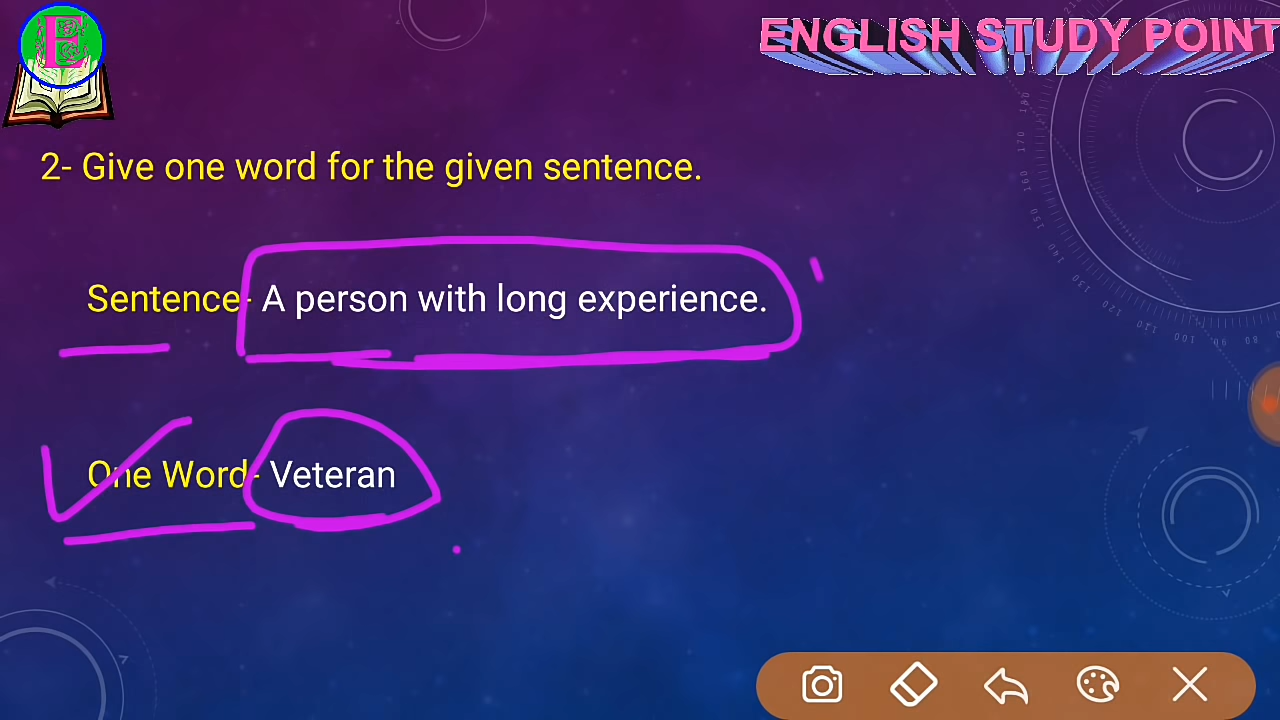 E
ENGLISH STUDY POINT
2- Give one word for the given sentence.
Sentence- A person with long experience.
One Word- Veteran